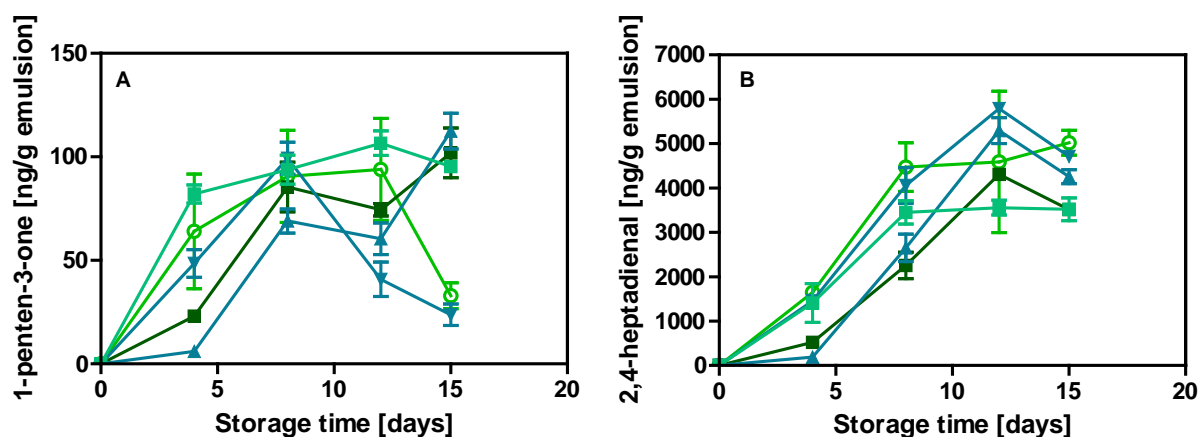 A
1-penten-3-one [ng/g emulsion]
150
100
50
0
0 5 10 15 20
Storage time [days]
B
2,4-heptadienal [ng/g emulsion]
7000
6000
5000
4000
3000
2000
1000
0
0 5 10 15 20
Storage time [days]